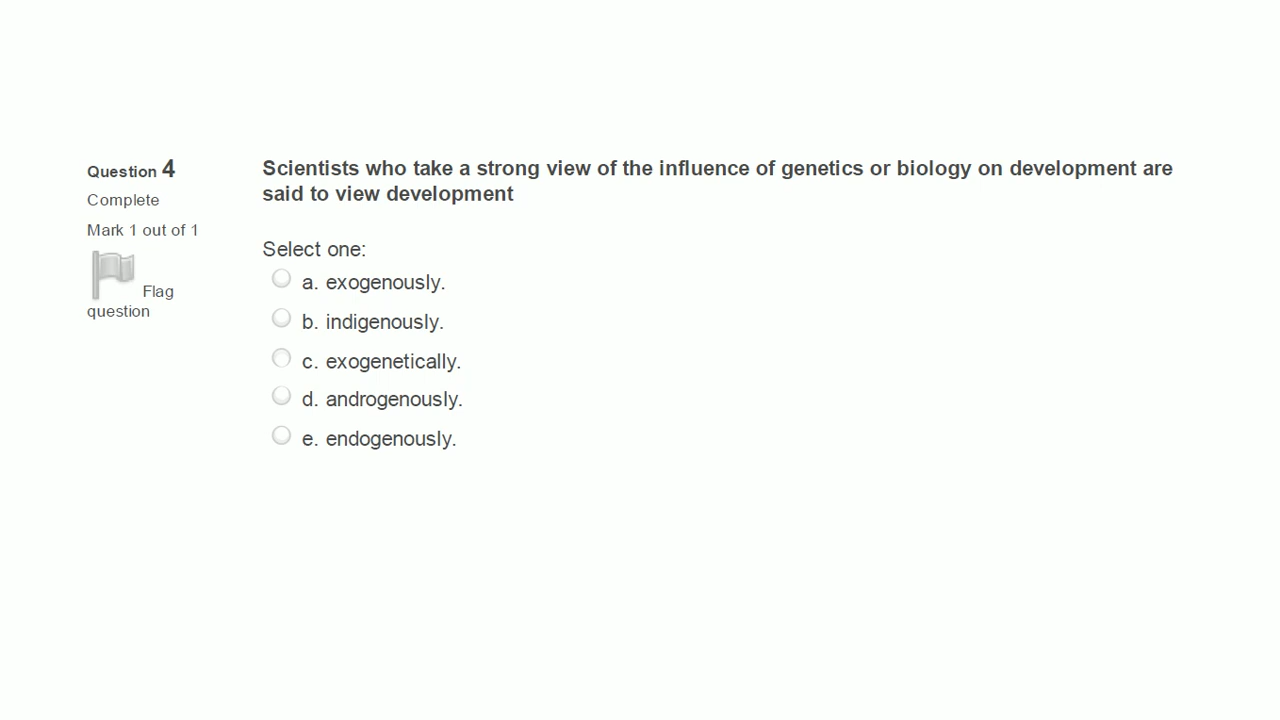 Question 4
Complete
Mark 1 out of 1
Flag
question
Scientists who take a strong view of the influence of genetics or biology on development are
said to view development
Select one:
a. exogenously.
b. indigenously.
c. exogenetically.
d. androgenously.
e. endogenously.